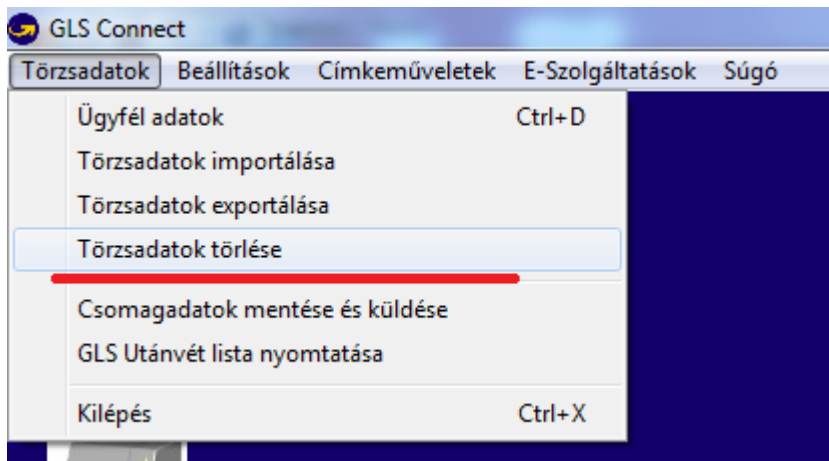 GLS Connect
Törzsadatok Beállítások Címkeműveletek E-Szolgáltatások Súgó
Ügyfél adatok Ctrl+D
Törzsadatok importálása
Törzsadatok exportálása
Törzsadatok törlése
Csomagadatok mentése és küldése
GLS Utánvét lista nyomtatása
Kilépés Ctrl+X